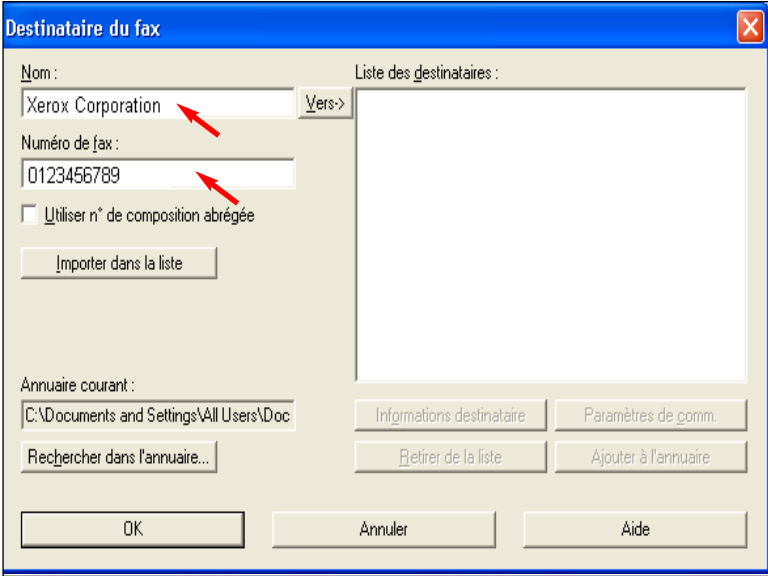 Destinataire du fax
Nom :
Xerox Corporation
Vers->
Numéro de fax :
0123456789
Utiliser n° de composition abrégée
Importer dans la liste
Liste des destinataires :
Annuaire courant :
C:\Documents and Settings\All Users\Doc
Rechercher dans l'annuaire...
Informations destinataire
Paramètres de comm.
Retirer de la liste
Ajouter à l'annuaire
OK
Annuler
Aide